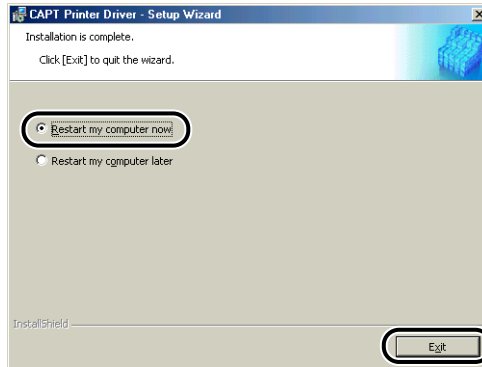 CAPT Printer Driver - Setup Wizard
Installation is complete.
Click [Exit] to quit the wizard.
Restart my computer now
Restart my computer later
InstallShield
Exit